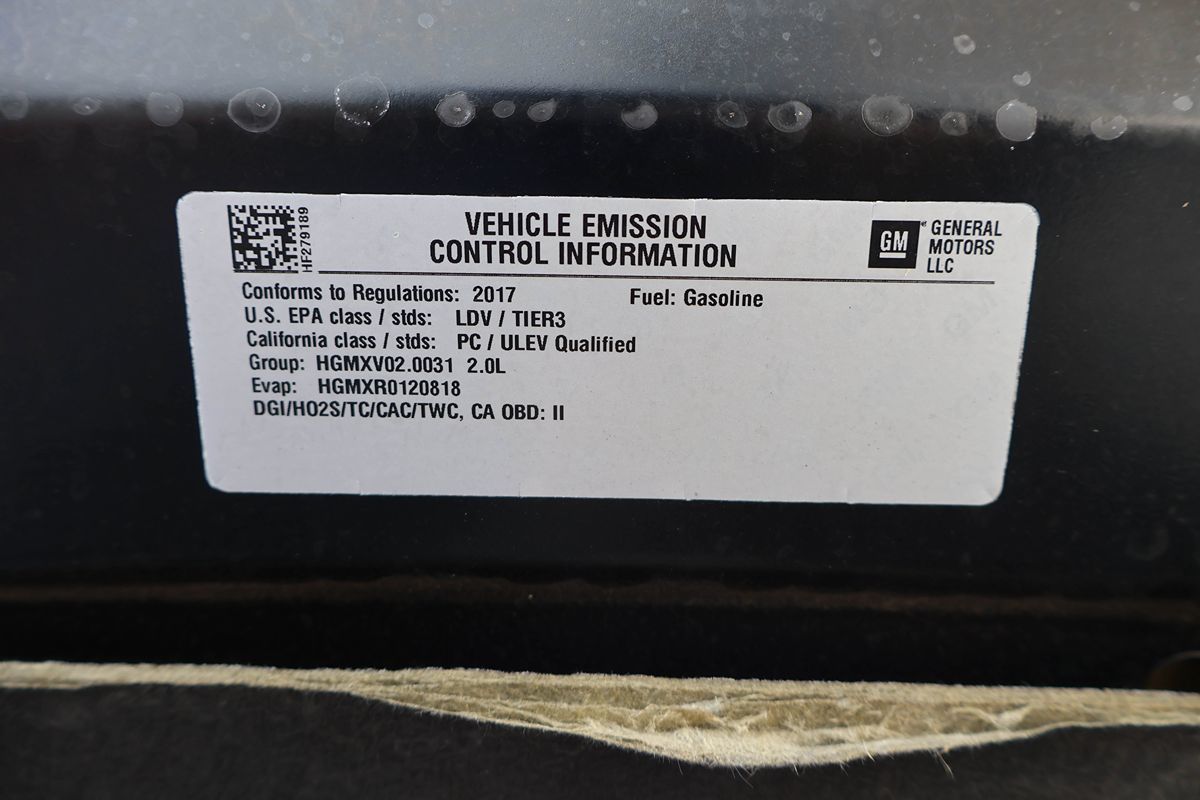 HF279189
VEHICLE EMISSION
CONTROL INFORMATION
GM
GENERAL
MOTORS
LLC
Conforms to Regulations: 2017 Fuel: Gasoline
U.S. EPA class / stds: LDV / TIER3
California class / stds: PC / ULEV Qualified
Group: HGMXV02.0031 2.0L
Evap: HGMXR0120818
DGI/HO2S/TC/CAC/TWC, CA OBD: II